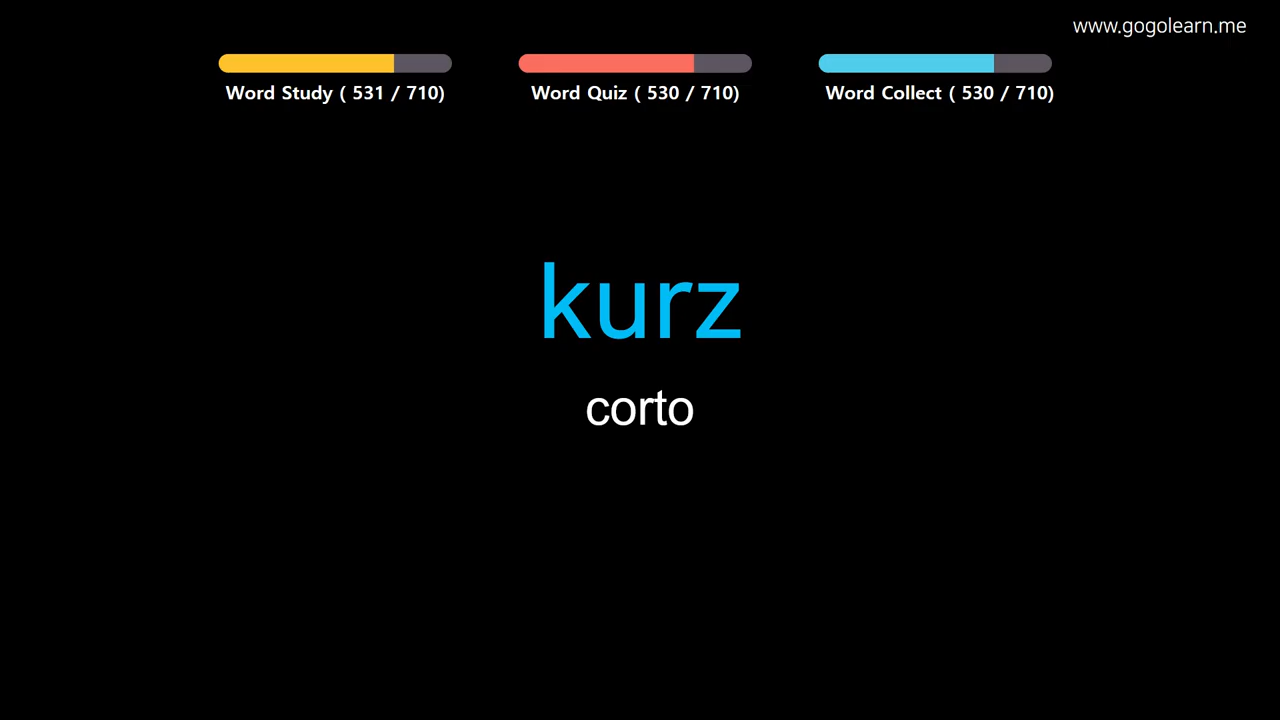 www.gogolearn.me
Word Study ( 531 / 710)
Word Quiz ( 530 / 710)
Word Collect ( 530 / 710)
kurz
corto